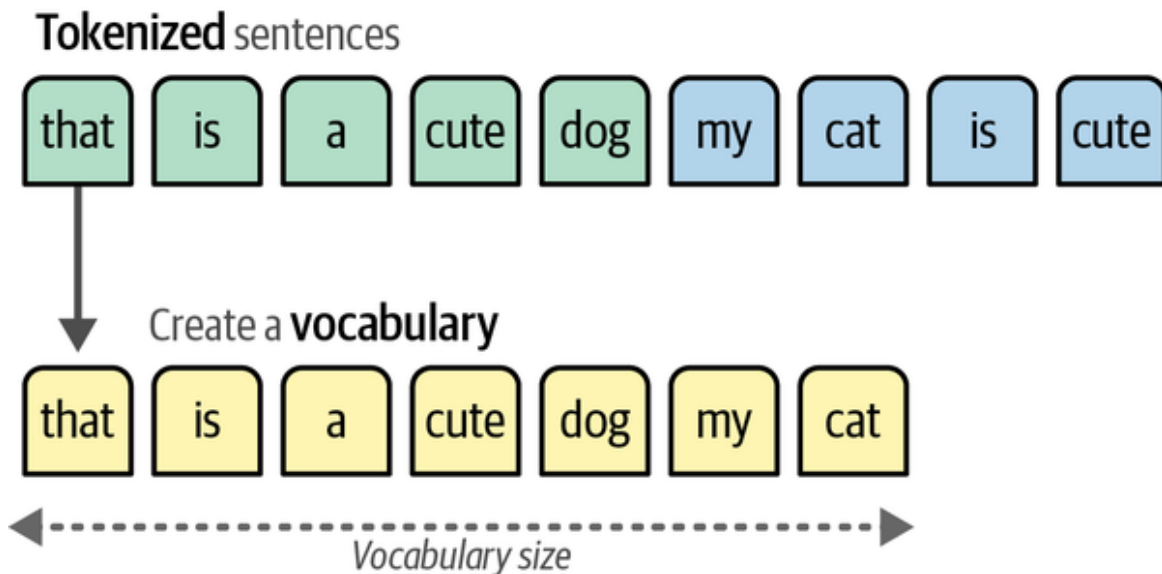 Tokenized sentences
that is a cute dog my cat is cute
Create a vocabulary
that is a cute dog my cat
Vocabulary size